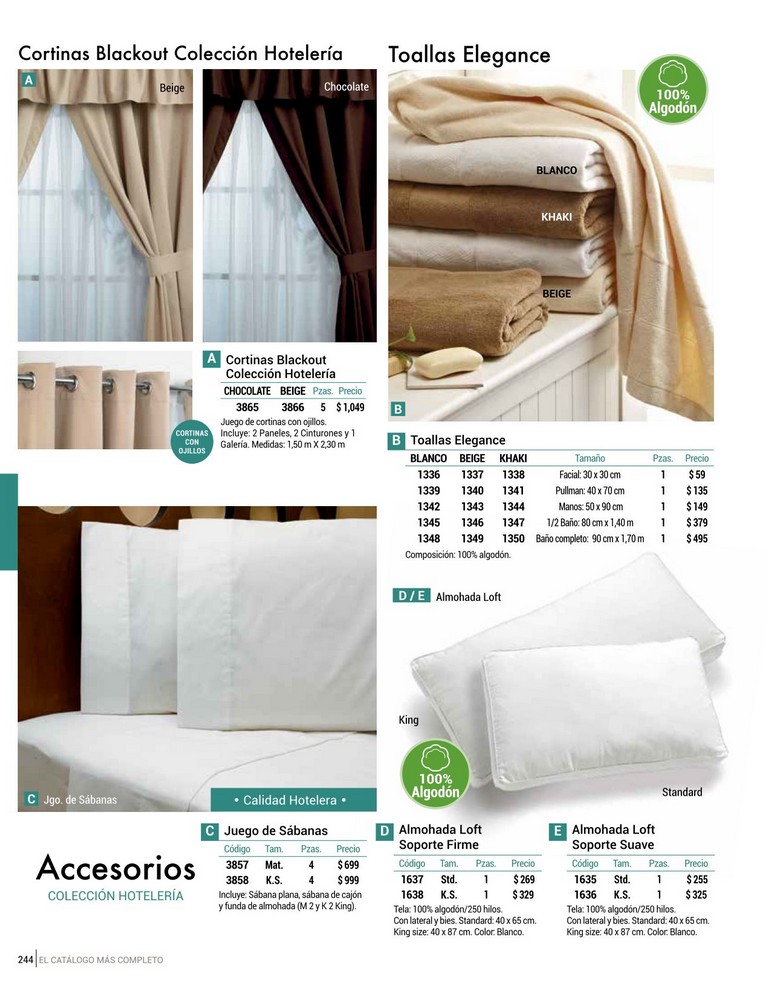 Cortinas Blackout Colección Hotelería
A
Beige
Chocolate
CORTINAS
CON
OJILLOS
A Cortinas Blackout
Colección Hotelería
CHOCOLATE BEIGE Pzas. Precio
3865 3866 5 $ 1,049
Juego de cortinas con ojillos.
Incluye: 2 Paneles, 2 Cinturones y 1
Galería. Medidas: 1,50 m X 2,30 m
Toallas Elegance
100%
Algodón
BLANCO
KHAKI
BEIGE
B
B Toallas Elegance
BLANCO BEIGE KHAKI Tamaño Pzas. Precio
1336 1337 1338 Facial: 30 x 30 cm 1 $ 59
1339 1340 1341 Pullman: 40 x 70 cm 1 $ 135
1342 1343 1344 Manos: 50 x 90 cm 1 $ 149
1345 1346 1347 1/2 Baño: 80 cm x 1,40 m 1 $ 379
1348 1349 1350 Baño completo: 90 cm x 1,70 m 1 $ 495
Composición: 100% algodón.
C Jgo. de Sábanas
• Calidad Hotelera •
D / E Almohada Loft
King
100%
Algodón
Standard
Accesorios
COLECCIÓN HOTELERÍA
C Juego de Sábanas
Código Tam. Pzas. Precio
3857 Mat. 4 $ 699
3858 K.S. 4 $ 999
Incluye: Sábana plana, sábana de cajón
y funda de almohada (M 2 y K 2 King).
D Almohada Loft
Soporte Firme
Código Tam. Pzas. Precio
1637 Std. 1 $ 269
1638 K.S. 1 $ 329
Tela: 100% algodón/250 hilos.
Con lateral y bies. Standard: 40 x 65 cm.
King size: 40 x 87 cm. Color: Blanco.
E Almohada Loft
Soporte Suave
Código Tam. Pzas. Precio
1635 Std. 1 $ 255
1636 K.S. 1 $ 325
Tela: 100% algodón/250 hilos.
Con lateral y bies. Standard: 40 x 65 cm.
King size: 40 x 87 cm. Color: Blanco.
244 EL CATÁLOGO MÁS COMPLETO